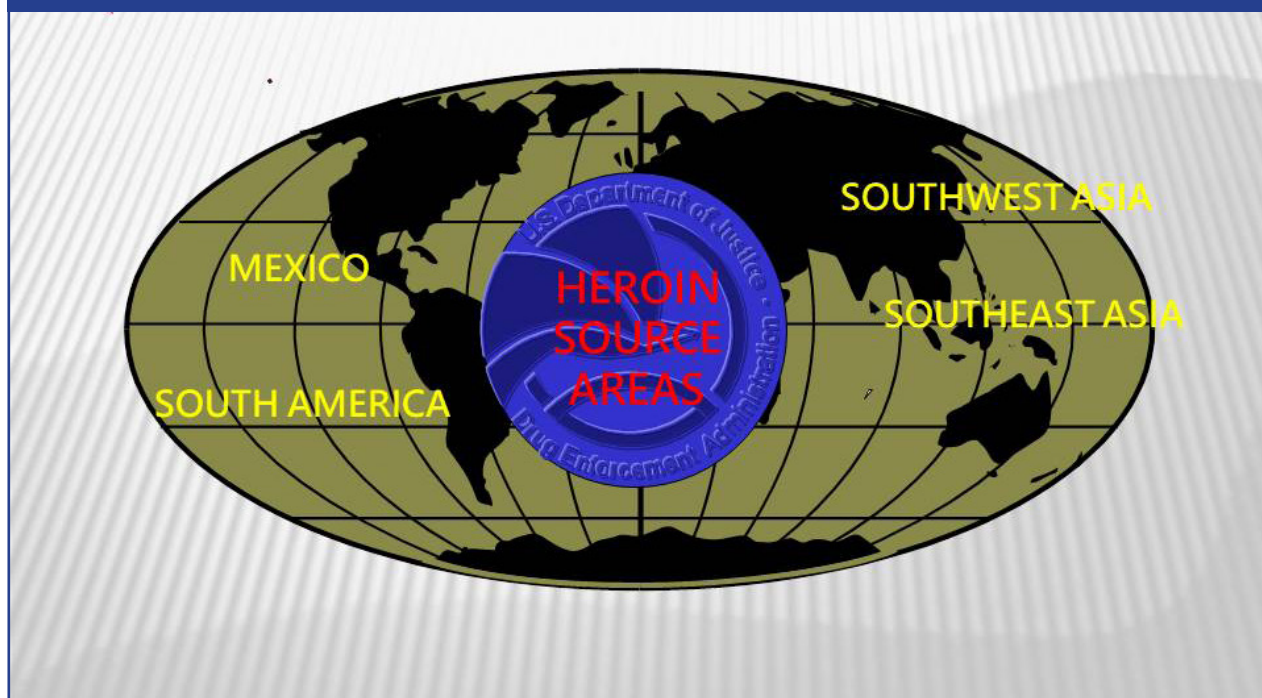 SOUTHWEST ASIA
MEXICO
SOUTHEAST ASIA
SOUTH AMERICA
HEROIN
SOURCE
AREAS
U.S. Department of Justice
Drug Enforcement Administration